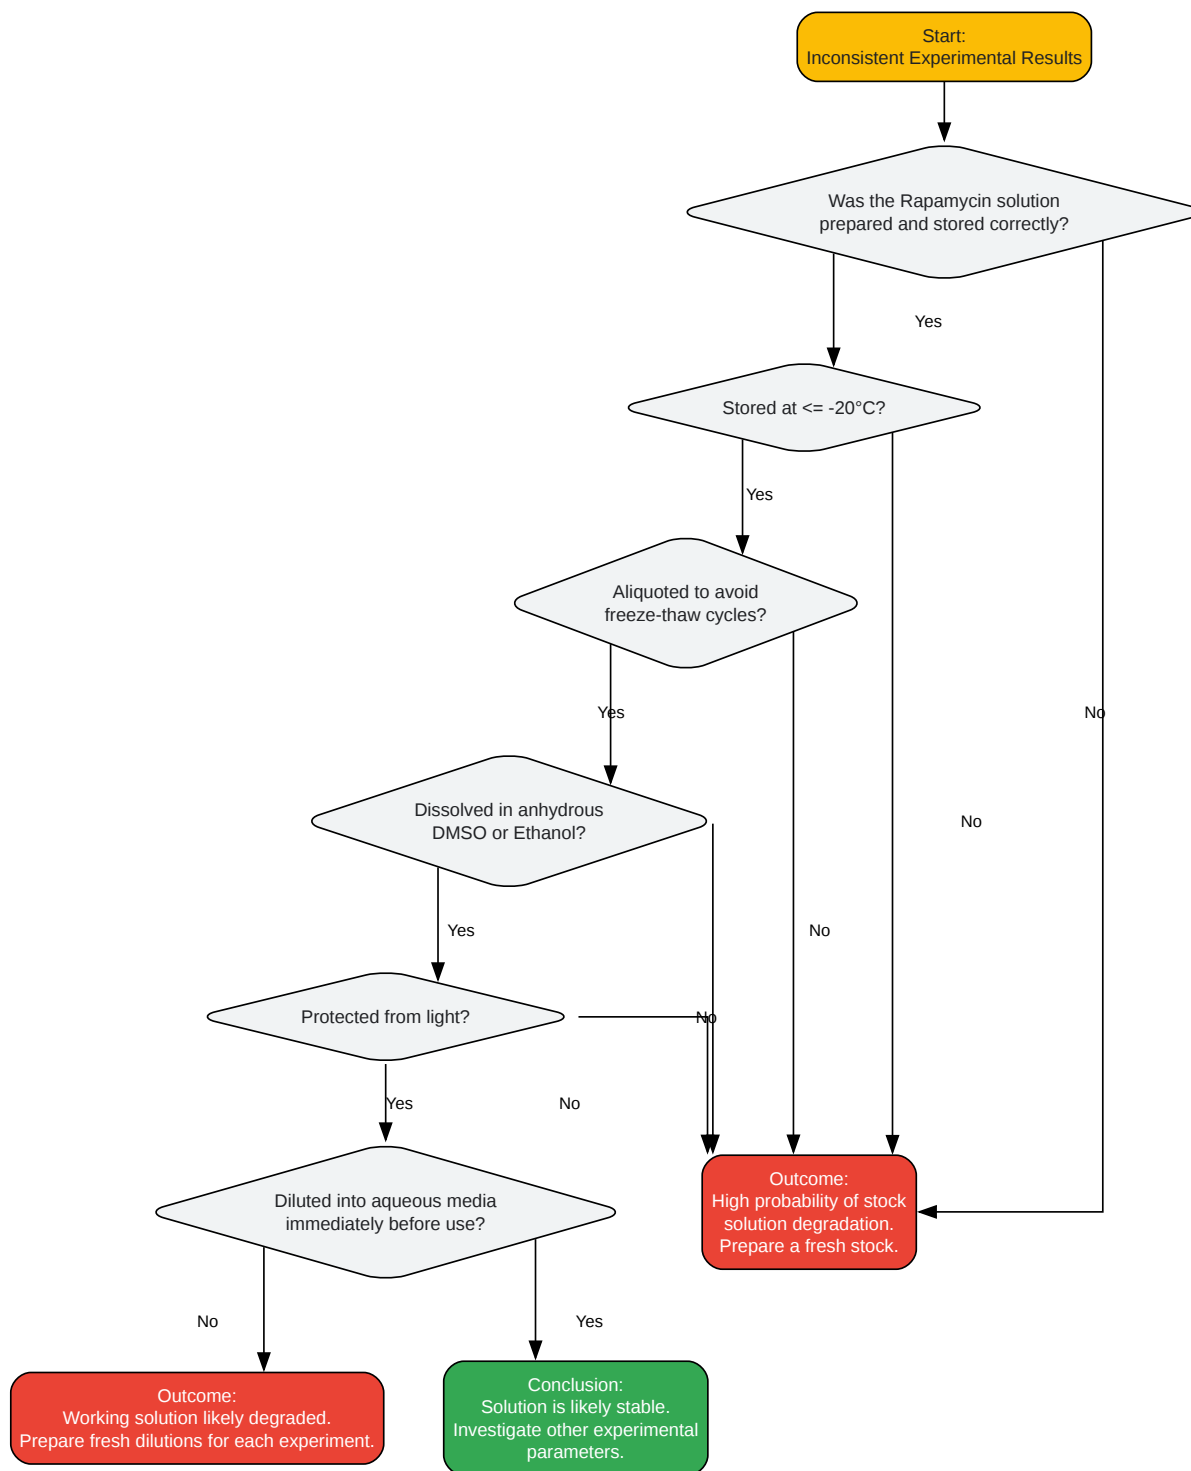 Start:
Inconsistent Experimental Results
Was the Rapamycin solution
prepared and stored correctly?
Yes
Stored at <= -20°C?
Yes
Aliquoted to avoid
freeze-thaw cycles?
Yes
No
Dissolved in anhydrous
DMSO or Ethanol?
No
Yes
No
Protected from light?
No
Yes
No
Outcome:
High probability of stock
solution degradation.
Prepare a fresh stock.
Diluted into aqueous media
immediately before use?
No
Yes
Outcome:
Working solution likely degraded.
Prepare fresh dilutions for each experiment.
Conclusion:
Solution is likely stable.
Investigate other experimental
parameters.